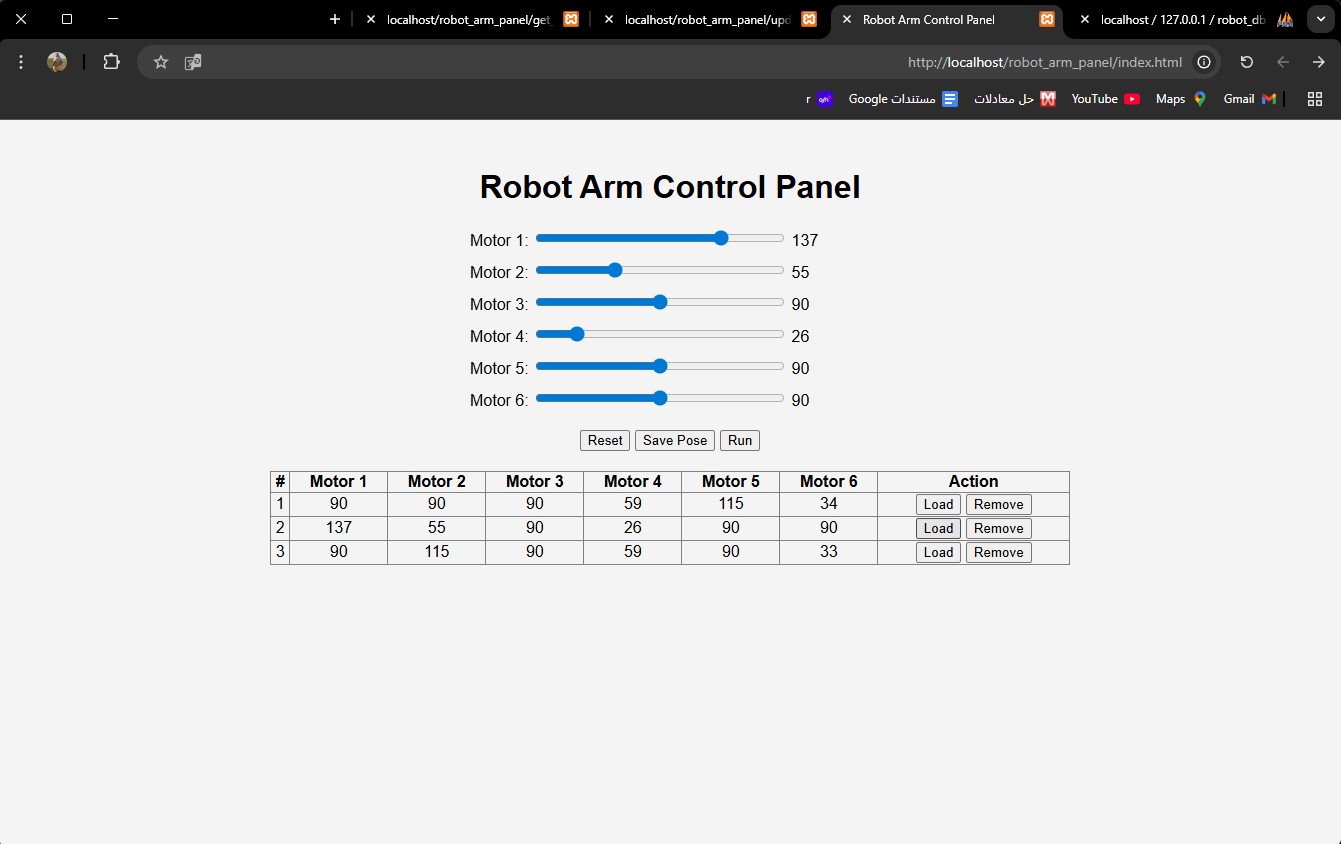 localhost/robot_arm_panel/get_
localhost/robot_arm_panel/upd
Robot Arm Control Panel
localhost / 127.0.0.1 / robot_db
http://localhost/robot_arm_panel/index.html
Gmail
Maps
YouTube
حل معادلات
مستندات Google
r
Robot Arm Control Panel
Motor 1: 137
Motor 2: 55
Motor 3: 90
Motor 4: 26
Motor 5: 90
Motor 6: 90
Reset Save Pose Run
# Motor 1 Motor 2 Motor 3 Motor 4 Motor 5 Motor 6 Action
1 90 90 90 59 115 34 Load Remove
2 137 55 90 26 90 90 Load Remove
3 90 115 90 59 90 33 Load Remove